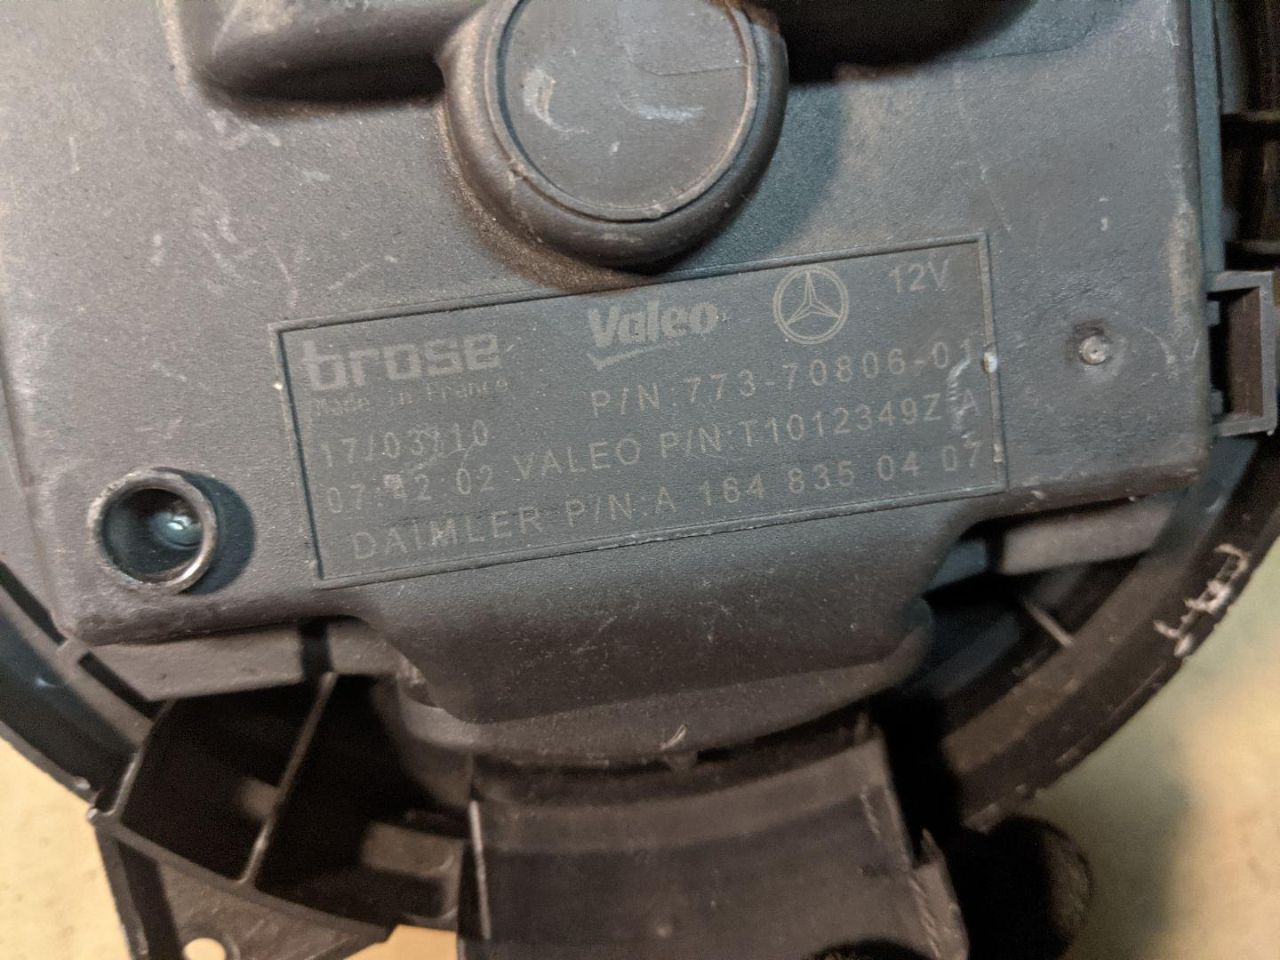 brose Valeo 12V
Made in France P/N:773-70806-01
17/03/10
07:42:02 VALEO P/N:T1012349Z A
DAIMLER P/N:A 164 835 04 07